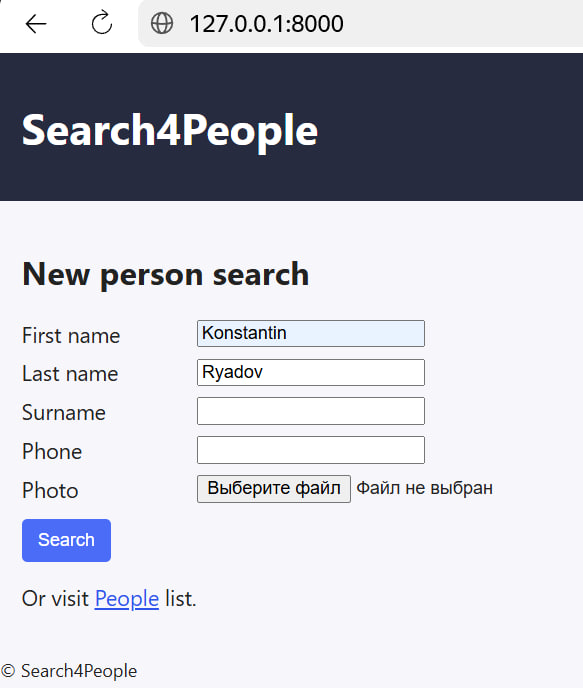 127.0.0.1:8000
Search4People
New person search
First name Konstantin
Last name Ryadov
Surname
Phone
Photo Выберите файл Файл не выбран
Search
Or visit People list.
© Search4People